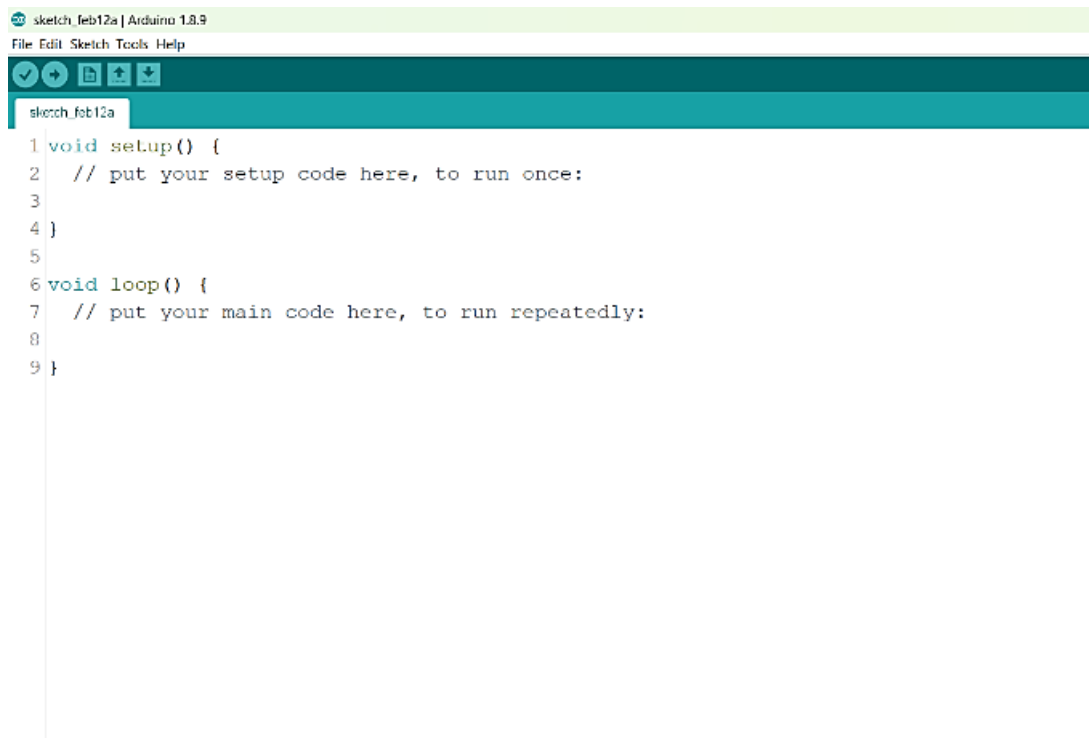 sketch_feb12a | Arduino 1.8.9
File Edit Sketch Tools Help
sketch_feb12a
1 void setup() {
2 // put your setup code here, to run once:
3
4 }
5
6 void loop() {
7 // put your main code here, to run repeatedly:
8
9 }